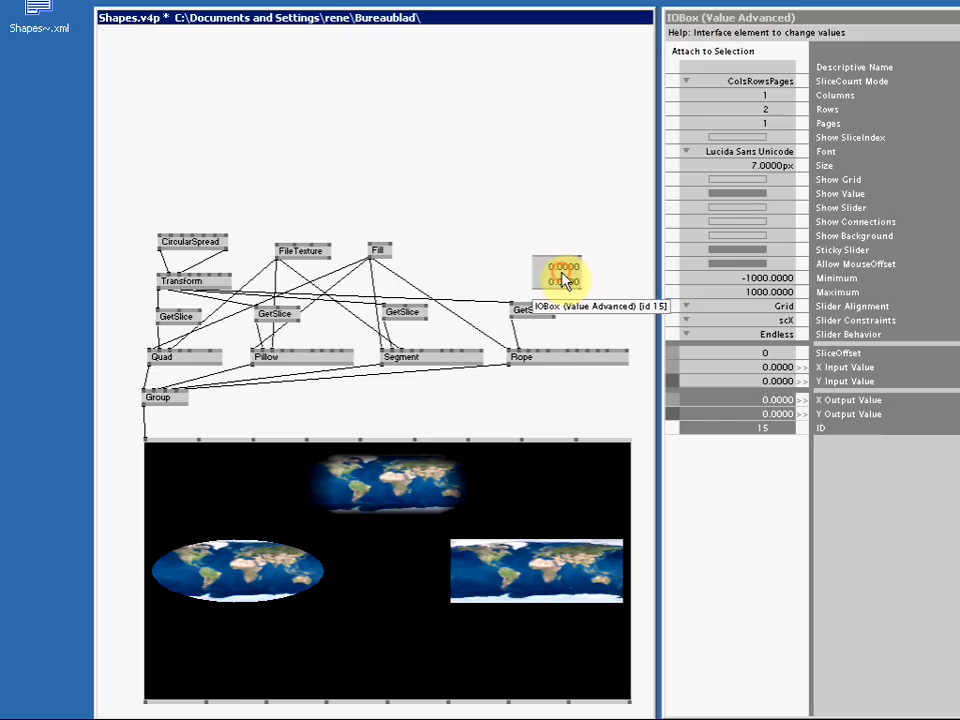 Shapes~.xml
Shapes.v4p * C:\Documents and Settings\rene\Bureaublad\
CircularSpread
FileTexture
Fill
Transform
GetSlice
GetSlice
GetSlice
GetS
0.0000
IOBox (Value Advanced) [id 15]
Quad
Pillow
Segment
Rope
Group
IOBox (Value Advanced)
Help: Interface element to change values
Attach to Selection
Descriptive Name
ColsRowsPages SliceCount Mode
1 Columns
2 Rows
1 Pages
Show SliceIndex
Lucida Sans Unicode Font
7.0000px Size
Show Grid
Show Value
Show Slider
Show Connections
Show Background
Sticky Slider
Allow MouseOffset
-1000.0000 Minimum
1000.0000 Maximum
Grid Slider Alignment
scX Slider Constraints
Endless Slider Behavior
0 SliceOffset
0.0000 >> X Input Value
0.0000 >> Y Input Value
0.0000 >> X Output Value
0.0000 >> Y Output Value
15 ID